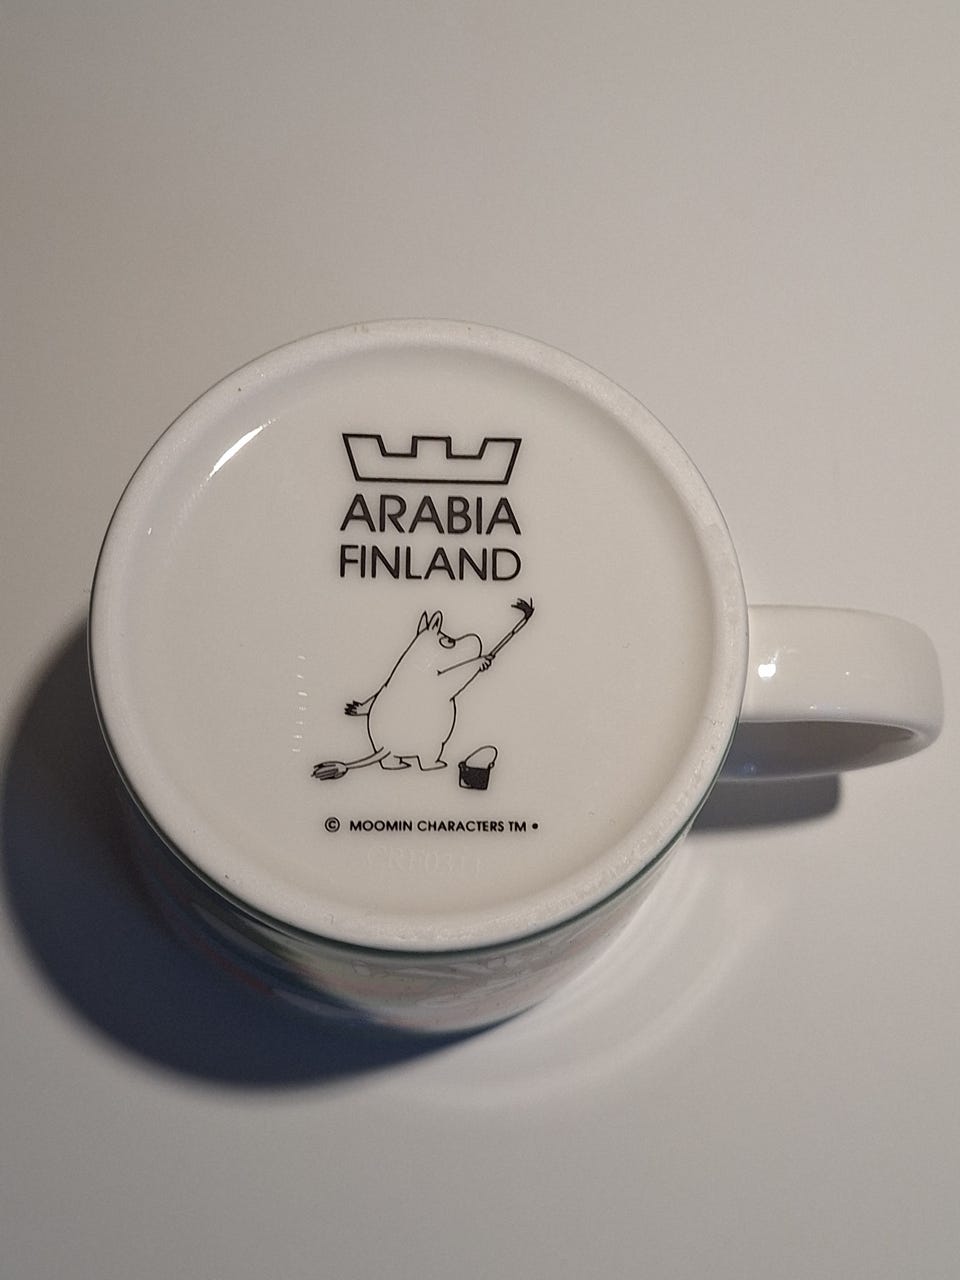 ARABIA
FINLAND
© MOOMIN CHARACTERS TM •